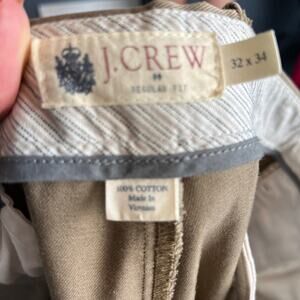 J.CREW
REGULAR FIT
32 x 34
100% COTTON
Made In
Vietnam